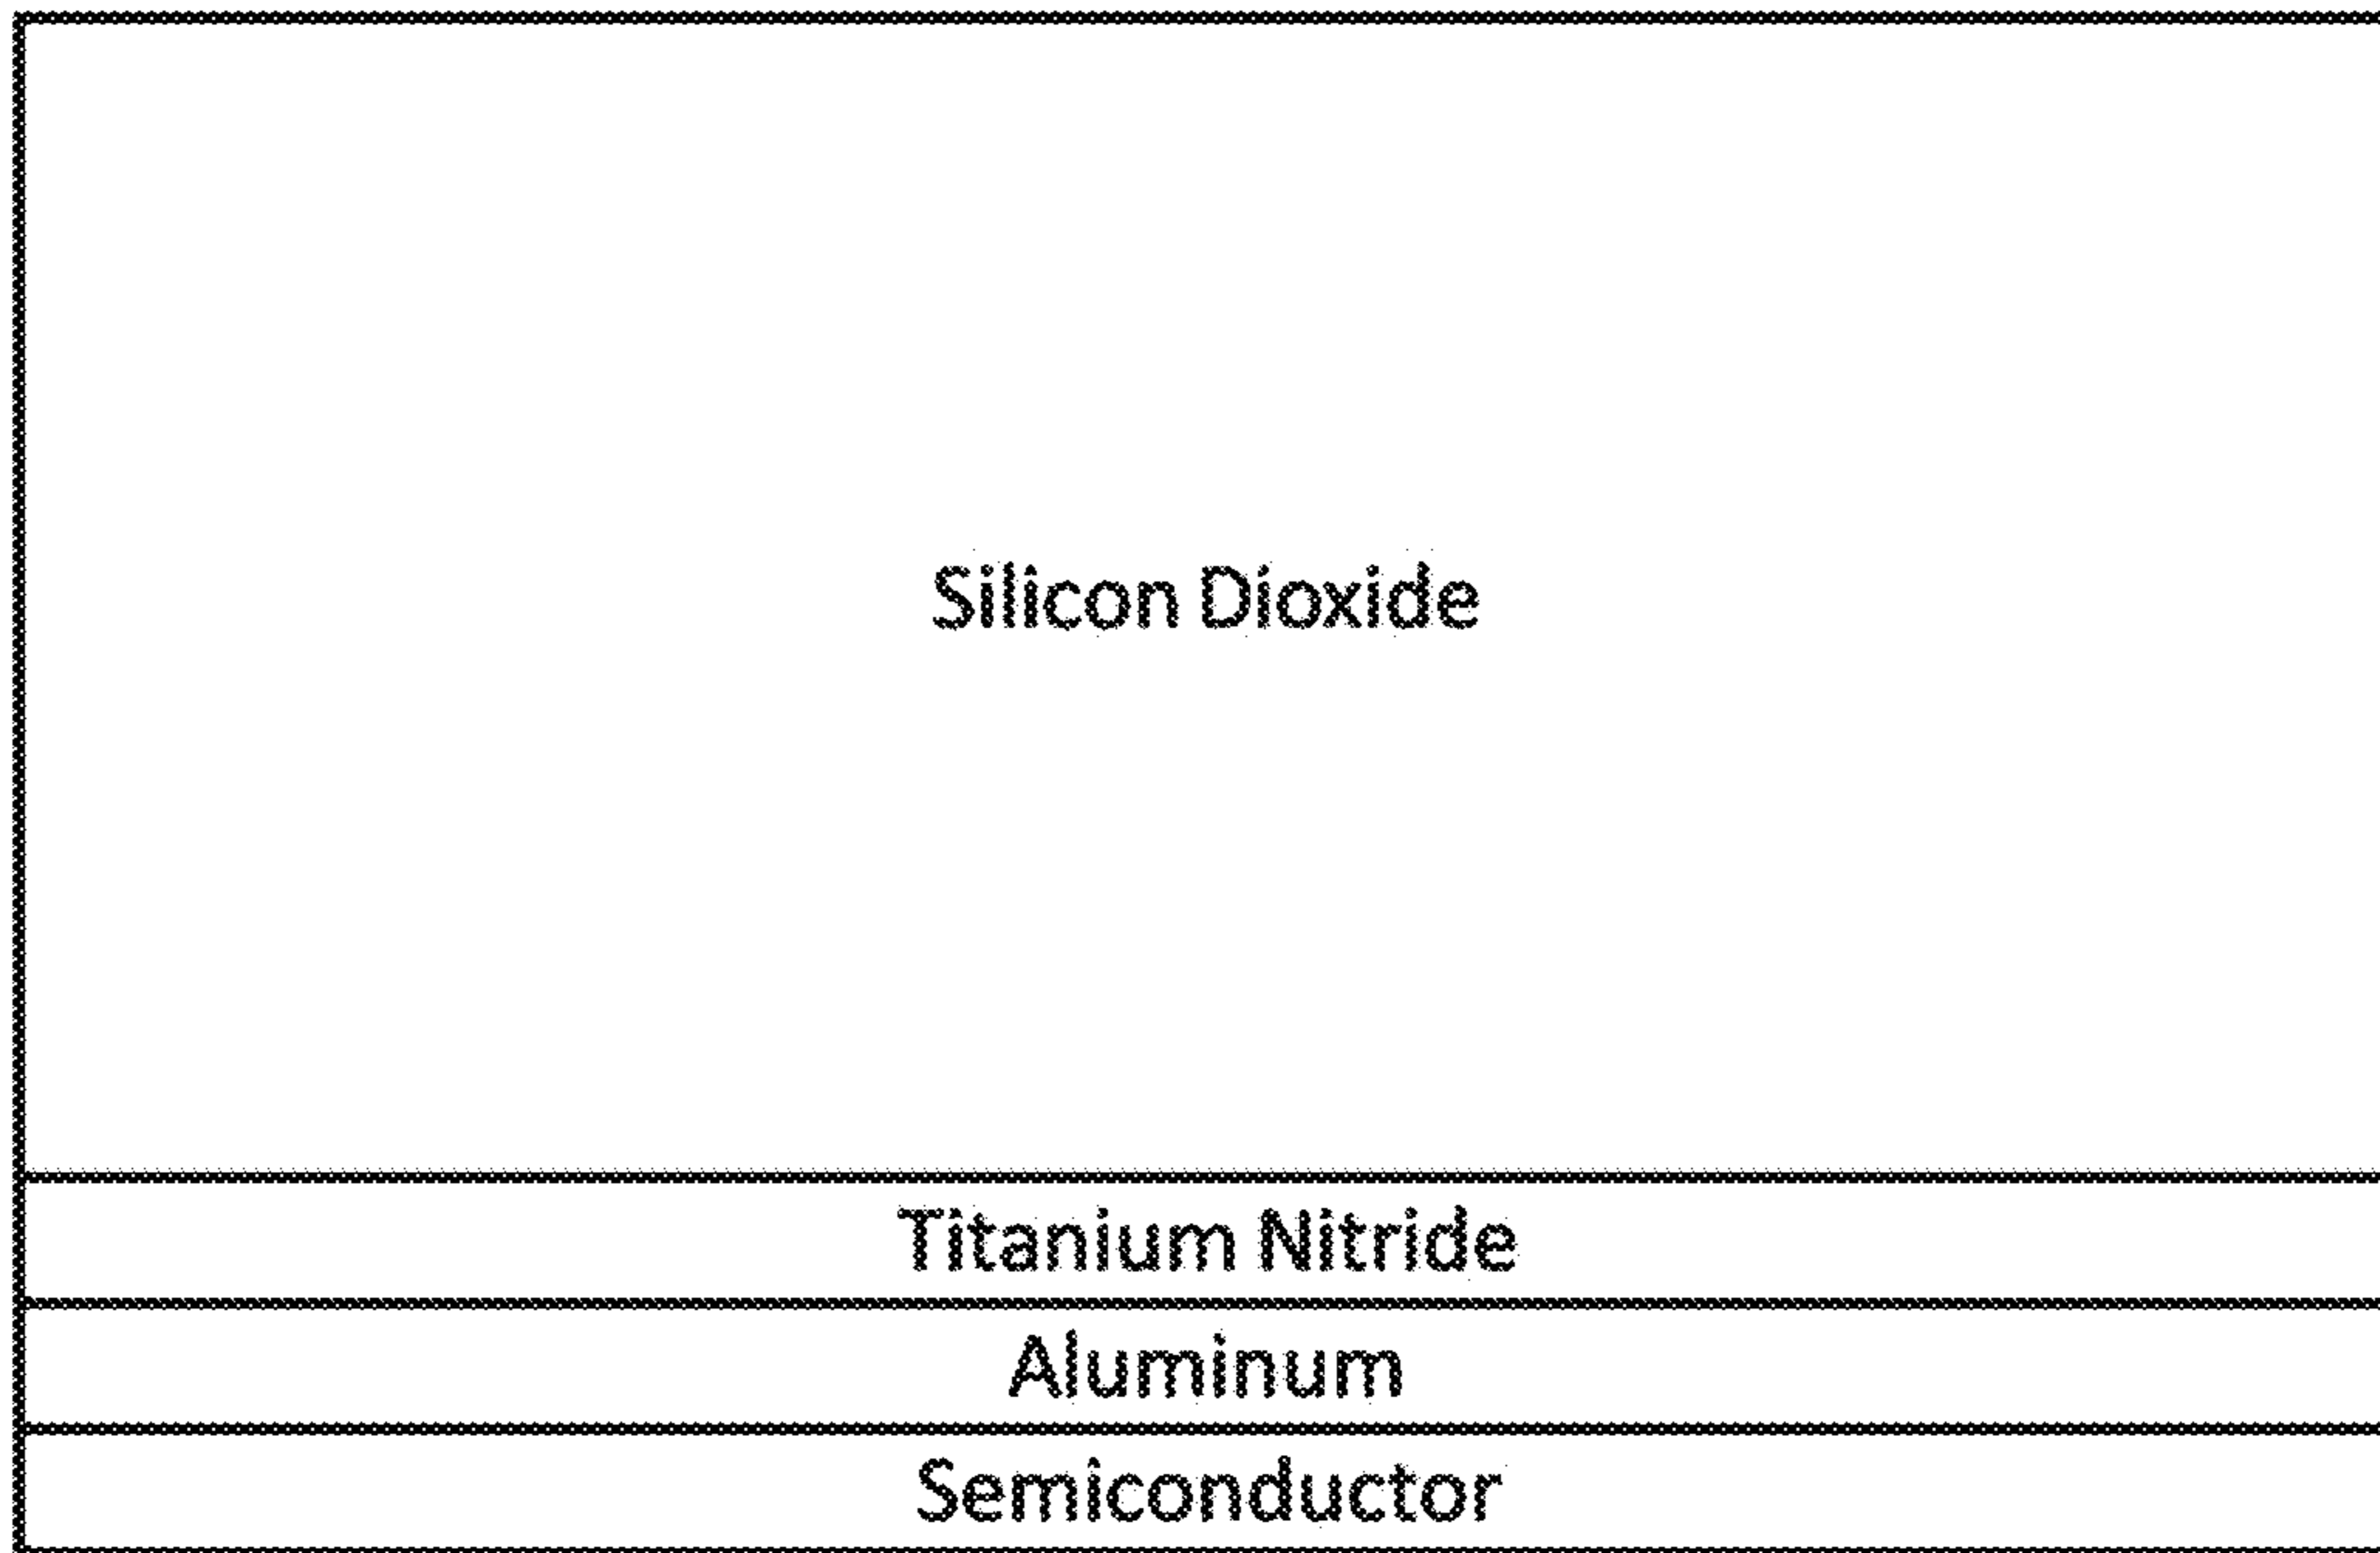 Silicon Dioxide
Titanium Nitride
Aluminum
Semiconductor